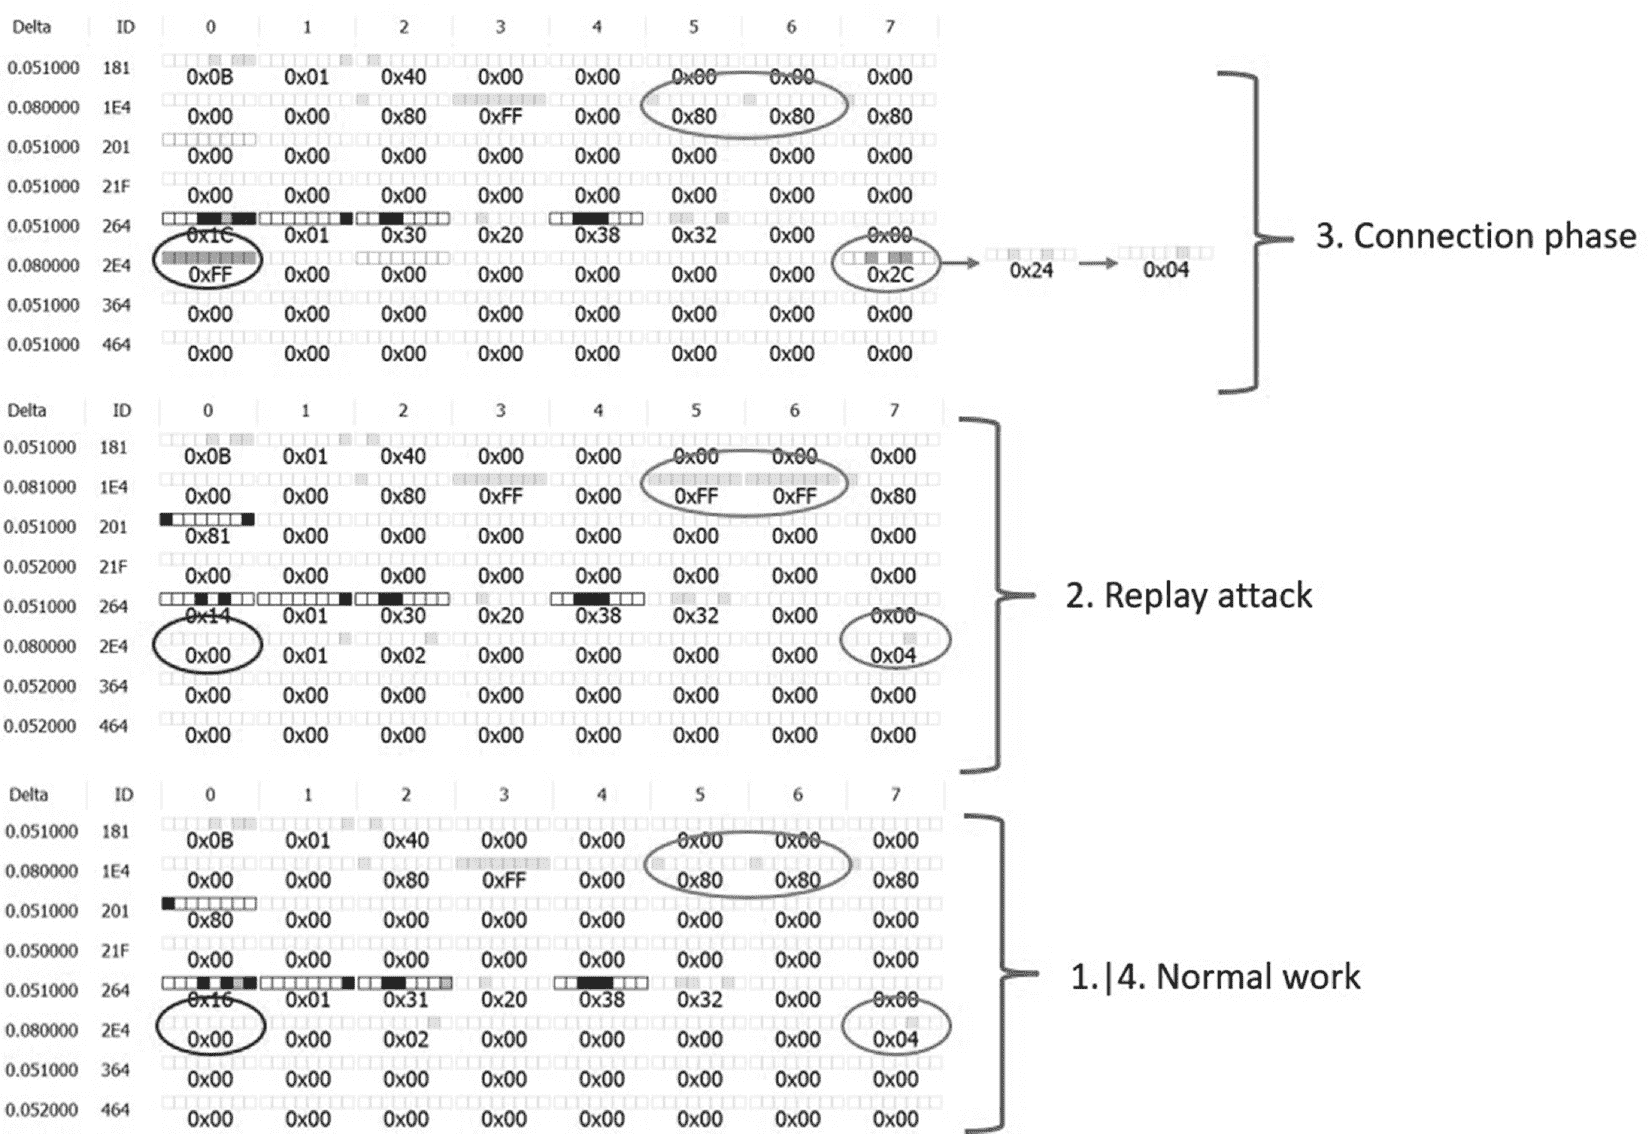 Delta ID 0 1 2 3 4 5 6 7
0.051000 181 0x0B 0x01 0x40 0x00 0x00 0x00 0x00 0x00
0.080000 1E4 0x00 0x00 0x80 0xFF 0x00 0x80 0x80 0x80
0.051000 201 0x00 0x00 0x00 0x00 0x00 0x00 0x00 0x00
0.051000 21F 0x00 0x00 0x00 0x00 0x00 0x00 0x00 0x00
0.051000 264 0x1C 0x01 0x30 0x20 0x38 0x32 0x00 0x00
3. Connection phase
0.080000 2E4 0xFF 0x00 0x00 0x00 0x00 0x00 0x00 0x2C 0x24 0x04
0.051000 364 0x00 0x00 0x00 0x00 0x00 0x00 0x00 0x00
0.051000 464 0x00 0x00 0x00 0x00 0x00 0x00 0x00 0x00
Delta ID 0 1 2 3 4 5 6 7
0.051000 181 0x0B 0x01 0x40 0x00 0x00 0x00 0x00 0x00
0.081000 1E4 0x00 0x00 0x80 0xFF 0x00 0xFF 0xFF 0x80
0.051000 201 0x81 0x00 0x00 0x00 0x00 0x00 0x00 0x00
0.052000 21F 0x00 0x00 0x00 0x00 0x00 0x00 0x00 0x00
0.051000 264 0x14 0x01 0x30 0x20 0x38 0x32 0x00 0x00
2. Replay attack
0.080000 2E4 0x00 0x01 0x02 0x00 0x00 0x00 0x00 0x04
0.052000 364 0x00 0x00 0x00 0x00 0x00 0x00 0x00 0x00
0.052000 464 0x00 0x00 0x00 0x00 0x00 0x00 0x00 0x00
Delta ID 0 1 2 3 4 5 6 7
0.051000 181 0x0B 0x01 0x40 0x00 0x00 0x00 0x00 0x00
0.080000 1E4 0x00 0x00 0x80 0xFF 0x00 0x80 0x80 0x80
0.051000 201 0x80 0x00 0x00 0x00 0x00 0x00 0x00 0x00
0.050000 21F 0x00 0x00 0x00 0x00 0x00 0x00 0x00 0x00
0.051000 264 0x16 0x01 0x31 0x20 0x38 0x32 0x00 0x00
1.|4. Normal work
0.080000 2E4 0x00 0x00 0x02 0x00 0x00 0x00 0x00 0x04
0.051000 364 0x00 0x00 0x00 0x00 0x00 0x00 0x00 0x00
0.052000 464 0x00 0x00 0x00 0x00 0x00 0x00 0x00 0x00